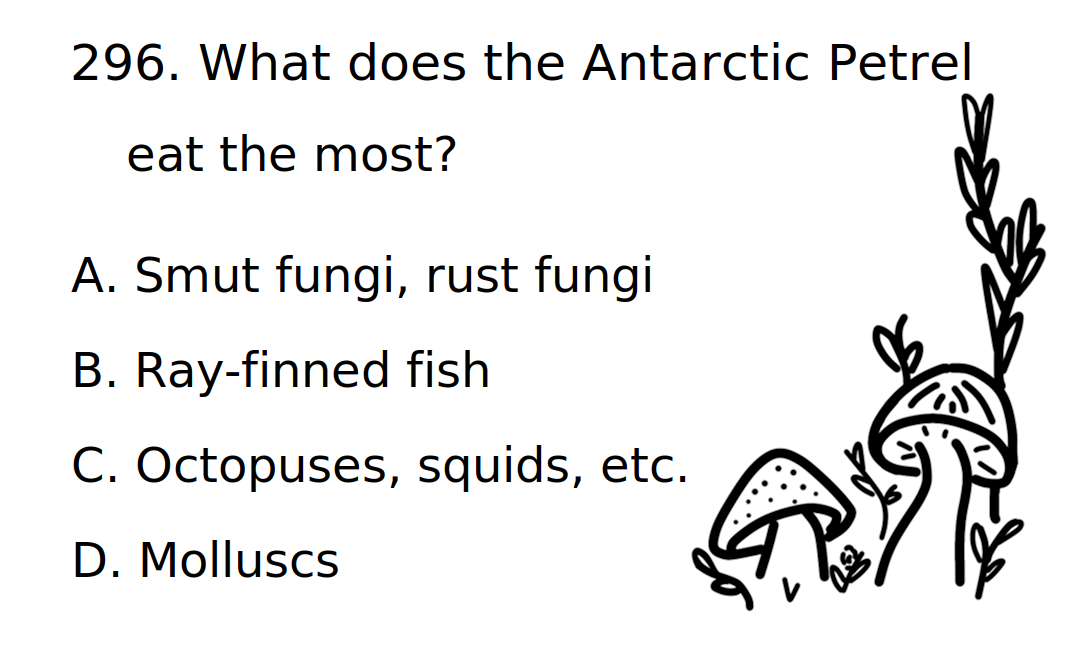 296. What does the Antarctic Petrel
eat the most?
A. Smut fungi, rust fungi
B. Ray-finned fish
C. Octopuses, squids, etc.
D. Molluscs